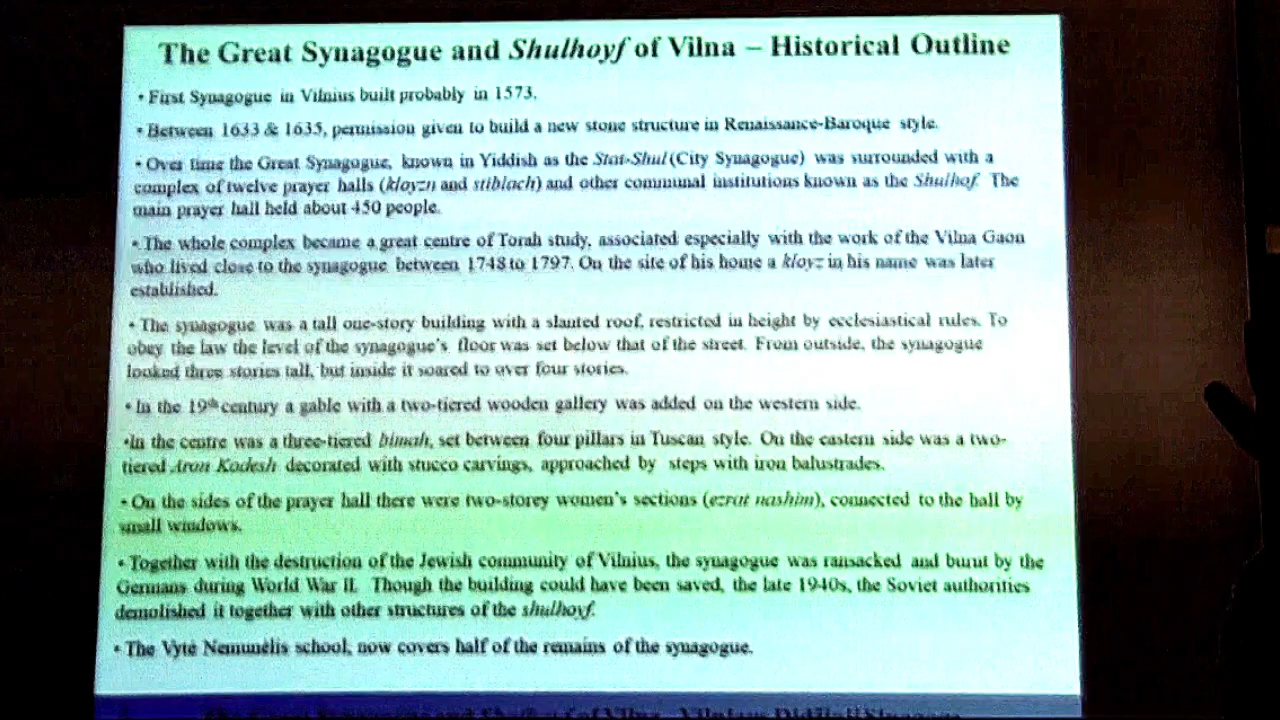 The Great Synagogue and Shulhoyf of Vilna – Historical Outline
• First Synagogue in Vilnius built probably in 1573.
• Between 1633 & 1635, permission given to build a new stone structure in Renaissance-Baroque style.
• Over time the Great Synagogue, known in Yiddish as the Stat-Shul (City Synagogue) was surrounded with a
complex of twelve prayer halls (kloyzn and stiblach) and other communal institutions known as the Shulhof. The
main prayer hall held about 450 people.
• The whole complex became a great centre of Torah study, associated especially with the work of the Vilna Gaon
who lived close to the synagogue between 1748 to 1797. On the site of his home a kloyz in his name was later
established.
• The synagogue was a tall one-story building with a slanted roof, restricted in height by ecclesiastical rules. To
obey the law the level of the synagogue's floor was set below that of the street. From outside, the synagogue
looked three stories tall, but inside it soared to over four stories.
• In the 19th century a gable with a two-tiered wooden gallery was added on the western side.
•In the centre was a three-tiered bimah, set between four pillars in Tuscan style. On the eastern side was a two-
tiered Aron Kodesh decorated with stucco carvings, approached by steps with iron balustrades.
• On the sides of the prayer hall there were two-storey women's sections (ezrat nashim), connected to the hall by
small windows.
• Together with the destruction of the Jewish community of Vilnius, the synagogue was ransacked and burnt by the
Germans during World War II. Though the building could have been saved, the late 1940s, the Soviet authorities
demolished it together with other structures of the shulhoyf.
• The Vytė Nemunėlis school, now covers half of the remains of the synagogue.